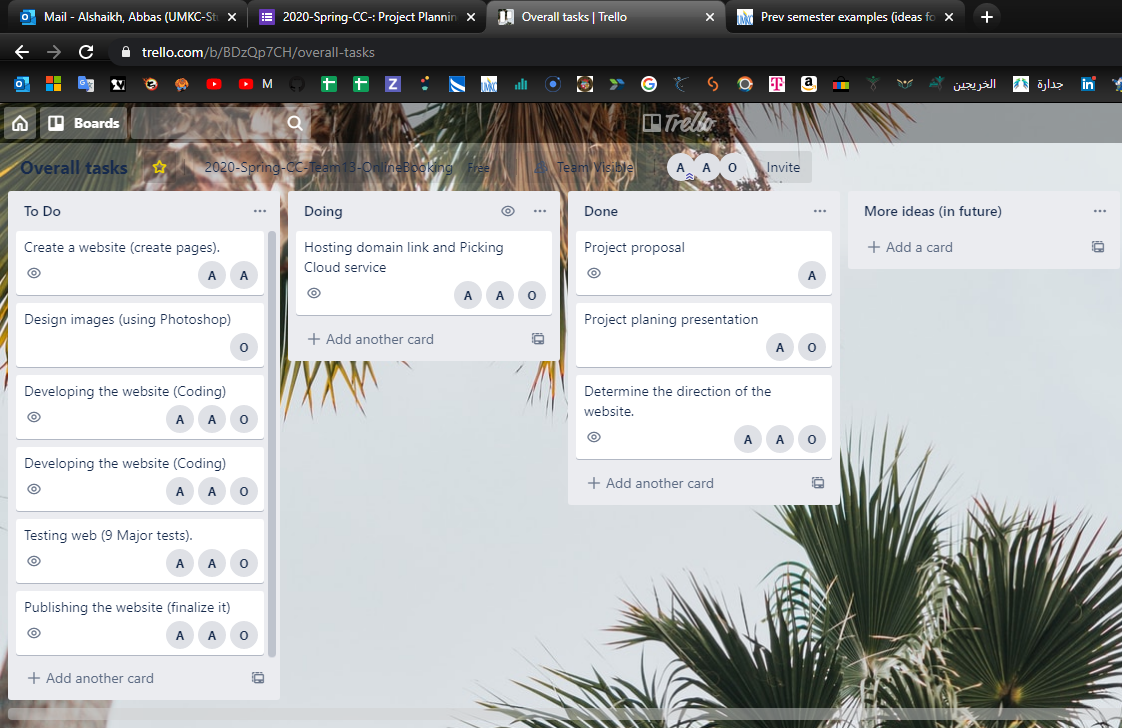 Mail - Alshaikh, Abbas (UMKC-St
2020-Spring-CC-: Project Plannin
Overall tasks | Trello
Prev semester examples (ideas fo
trello.com/b/BDzQp7CH/overall-tasks
M
الخريجين
جدارة
Boards
Trello
Overall tasks
2020-Spring-CC-Team13-OnlineBooking
Free
Team Visible
A A O
Invite
To Do
Create a website (create pages).
A A
Design images (using Photoshop)
O
Developing the website (Coding)
A A O
Developing the website (Coding)
A A O
Testing web (9 Major tests).
A A O
Publishing the website (finalize it)
A A O
+ Add another card
Doing
Hosting domain link and Picking
Cloud service
A A O
+ Add another card
Done
Project proposal
A
Project planing presentation
A O
Determine the direction of the
website.
A A O
+ Add another card
More ideas (in future)
+ Add a card